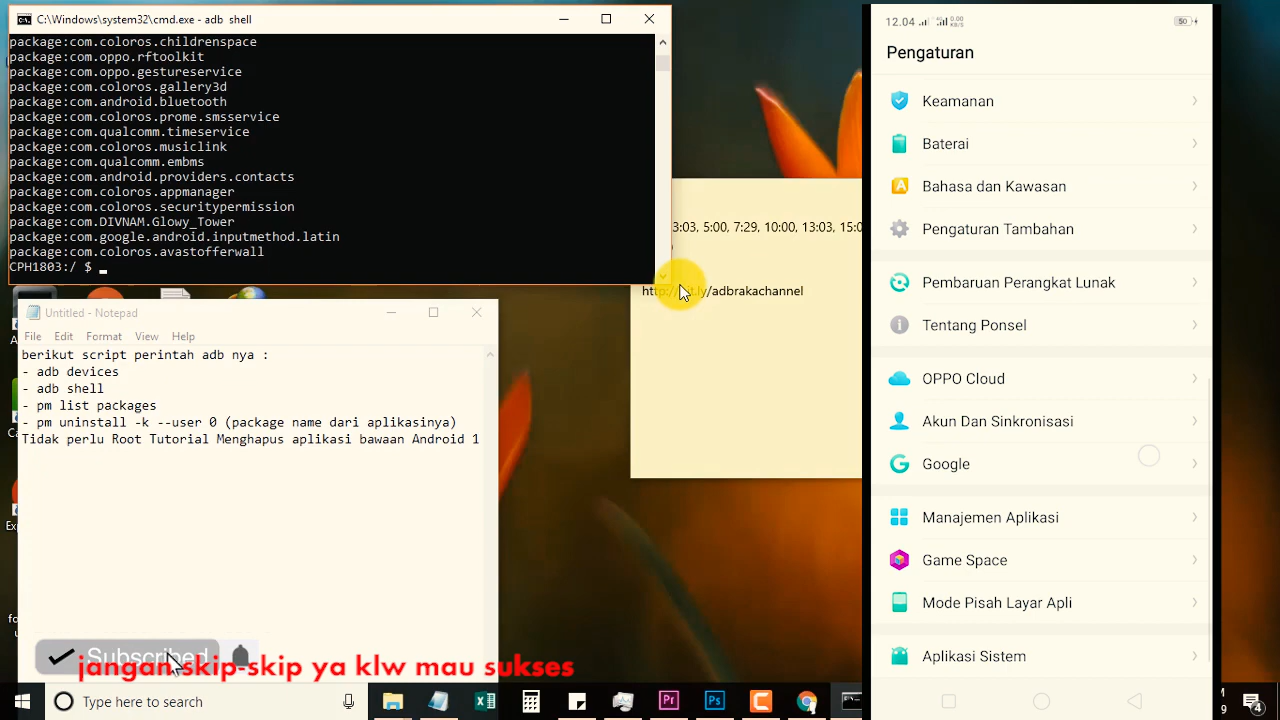 C:\Windows\system32\cmd.exe - adb shell
package:com.coloros.childrenspace
package:com.oppo.rftoolkit
package:com.oppo.gestureservice
package:com.coloros.gallery3d
package:com.android.bluetooth
package:com.coloros.prome.smsservice
package:com.qualcomm.timeservice
package:com.coloros.musiclink
package:com.qualcomm.embms
package:com.android.providers.contacts
package:com.coloros.appmanager
package:com.coloros.securitypermission
package:com.DIVNAM.Glowy_Tower
package:com.google.android.inputmethod.latin
package:com.coloros.avastofferwall
CPH1803:/ $ _
3:03, 5:00, 7:29, 10:00, 13:03, 15:0
adbrakachannel
Untitled - Notepad
File Edit Format View Help
berikut script perintah adb nya :
- adb devices
- adb shell
- pm list packages
- pm uninstall -k --user 0 (package name dari aplikasinya)
Tidak perlu Root Tutorial Menghapus aplikasi bawaan Android 1
Subscribed
jangan skip-skip ya klw mau sukses
Type here to search
4
12.04
0.00
KB/S
50
Pengaturan
Keamanan
Baterai
Bahasa dan Kawasan
Pengaturan Tambahan
Pembaruan Perangkat Lunak
Tentang Ponsel
OPPO Cloud
Akun Dan Sinkronisasi
Google
Manajemen Aplikasi
Game Space
Mode Pisah Layar Apli
Aplikasi Sistem